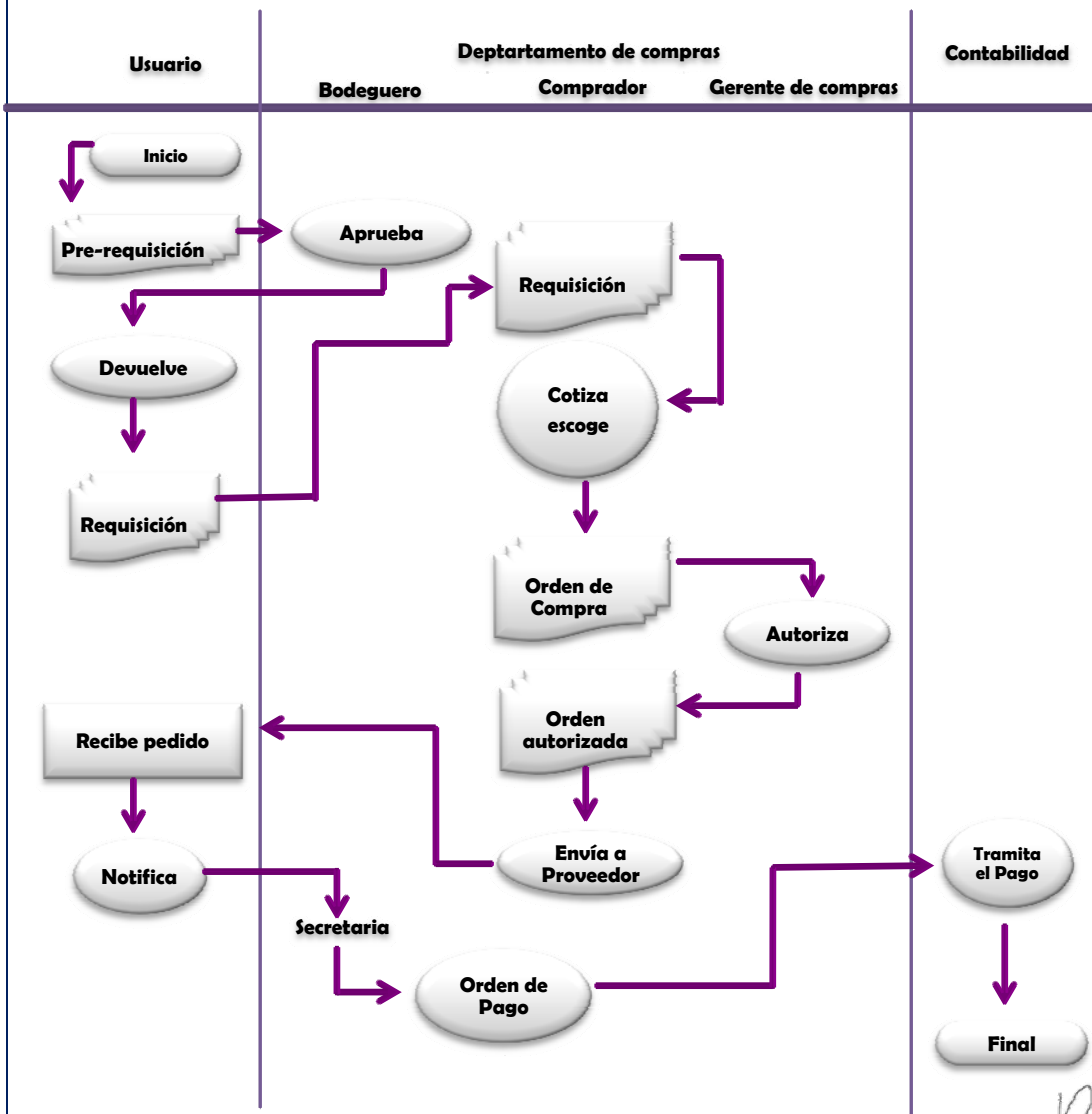 Usuario
Deptartamento de compras
Contabilidad
Bodeguero
Comprador
Gerente de compras
Inicio
Pre-requisición
Aprueba
Requisición
Devuelve
Cotiza
escoge
Requisición
Orden de
Compra
Autoriza
Recibe pedido
Orden
autorizada
Notifica
Envía a
Proveedor
Tramita
el Pago
Secretaria
Orden de
Pago
Final